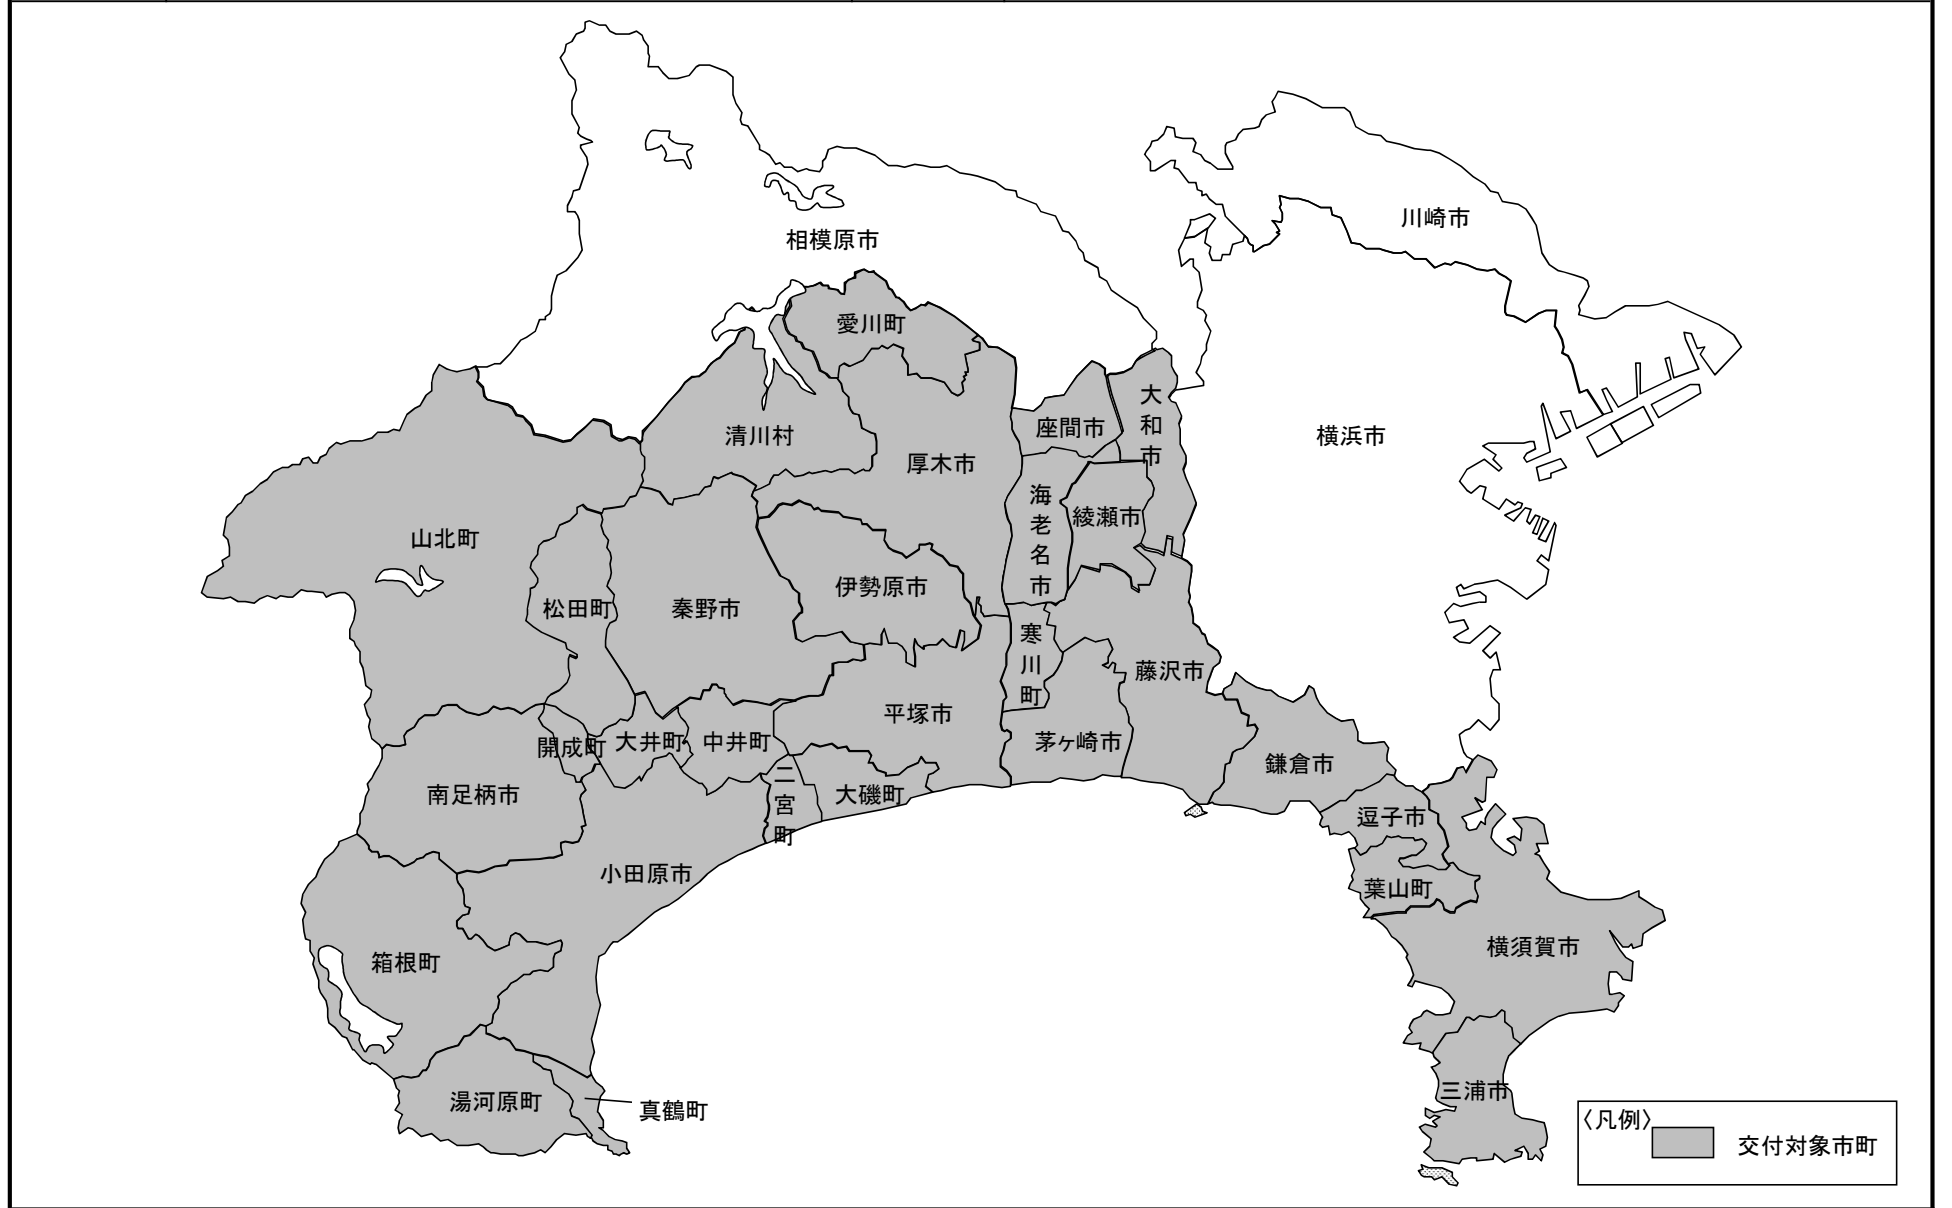 川崎市
相模原市
愛川町
大和市
座間市
清川村
横浜市
厚木市
海老名市
綾瀬市
山北町
伊勢原市
松田町
秦野市
寒川町
藤沢市
平塚市
開成町
大井町
中井町
茅ヶ崎市
鎌倉市
二宮町
大磯町
南足柄市
逗子市
小田原市
葉山町
横須賀市
箱根町
三浦市
湯河原町
真鶴町
〈凡例〉
交付対象市町